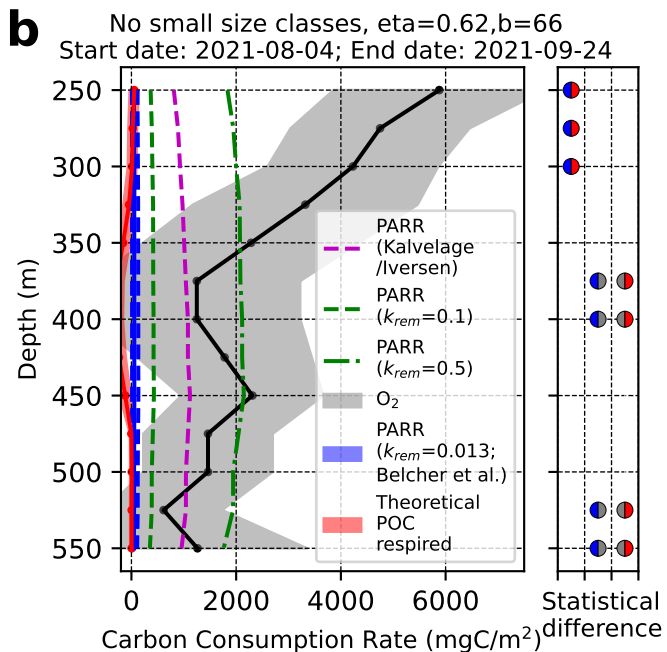 b
No small size classes, eta=0.62,b=66
Start date: 2021-08-04; End date: 2021-09-24
250
300
350
400
450
500
550
Depth (m)
PARR
(Kalvelage
/Iversen)
PARR
(k_rem=0.1)
PARR
(k_rem=0.5)
O₂
PARR
(k_rem=0.013;
Belcher et al.)
Theoretical
POC
respired
0 2000 4000 6000
Carbon Consumption Rate (mgC/m²)
Statistical
difference